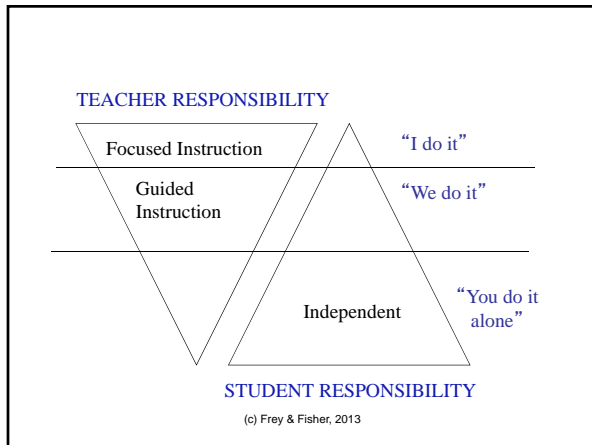 TEACHER RESPONSIBILITY
Focused Instruction
“I do it”
Guided
Instruction
“We do it”
Independent
“You do it
alone”
STUDENT RESPONSIBILITY
(c) Frey & Fisher, 2013